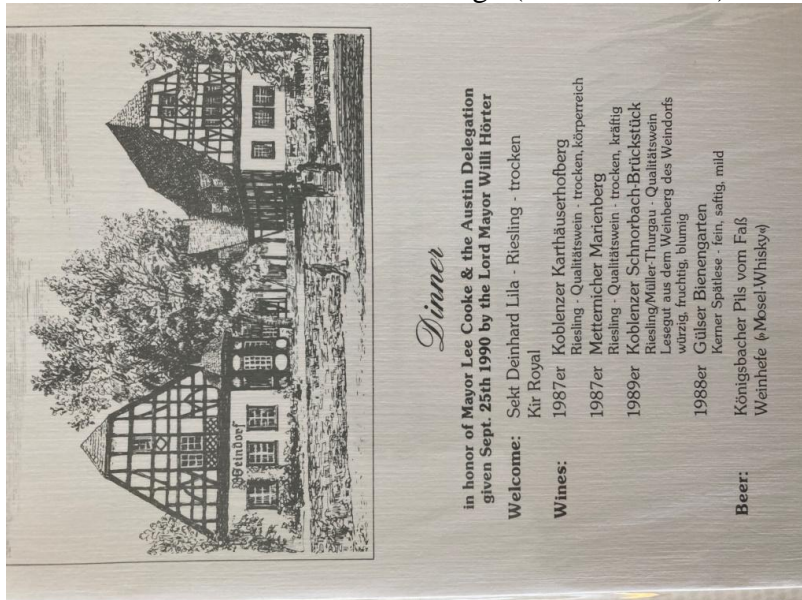 Weindorf
Dinner
in honor of Mayor Lee Cooke & the Austin Delegation
given Sept. 25th 1990 by the Lord Mayor Willi Hörter
Welcome: Sekt Deinhard Lila - Riesling - trocken
Kir Royal
Wines: 1987er Koblenzer Karthäuserhofberg
Riesling - Qualitätswein - trocken, körperreich
1987er Metternicher Marienberg
Riesling - Qualitätswein - trocken, kräftig
1989er Koblenzer Schnorbach-Brückstück
Riesling/Müller-Thurgau - Qualitätswein
Lesegut aus dem Weinberg des Weindorfs
würzig, fruchtig, blumig
1988er Gülser Bienengarten
Kerner Spätlese - fein, saftig, mild
Beer: Königsbacher Pils vom Faß
Weinhefe (»Mosel-Whisky«)